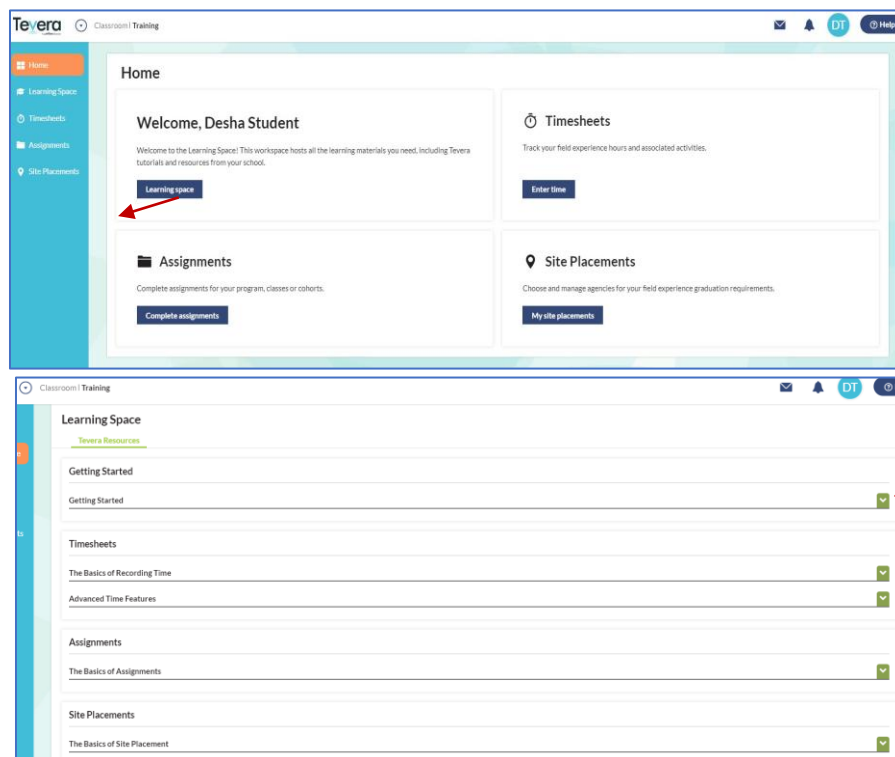 Tevera
Classroom | Training
DT
Help
Home
Learning Space
Timesheets
Assignments
Site Placements
Home
Welcome, Desha Student
Welcome to the Learning Space! This workspace hosts all the learning materials you need, including Tevera
tutorials and resources from your school.
Learning space
Timesheets
Track your field experience hours and associated activities.
Enter time
Assignments
Complete assignments for your program, classes or cohorts.
Complete assignments
Site Placements
Choose and manage agencies for your field experience graduation requirements.
My site placements
Classroom | Training
DT
Learning Space
Tevera Resources
e
ts
Getting Started
Getting Started
Timesheets
The Basics of Recording Time
Advanced Time Features
Assignments
The Basics of Assignments
Site Placements
The Basics of Site Placement